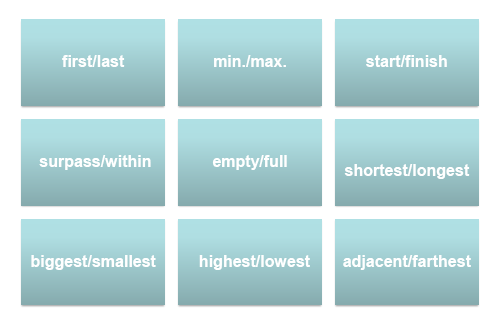 first/last
min./max.
start/finish
surpass/within
empty/full
shortest/longest
biggest/smallest
highest/lowest
adjacent/farthest